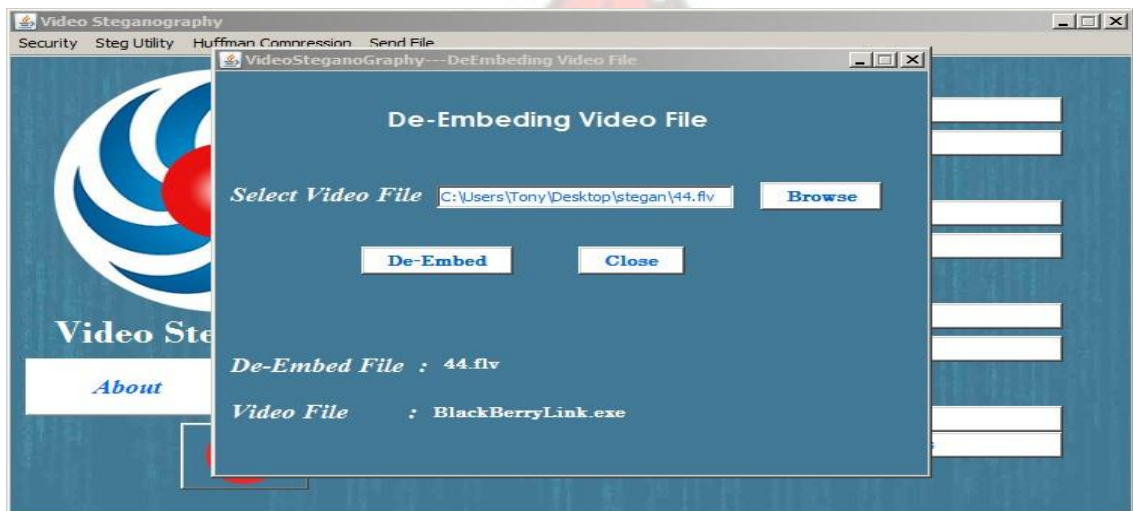 Video Steganography
Security Steg Utility Huffman Compression Send File
VideoSteganoGraphy---DeEmbeding Video File
De-Embeding Video File
Select Video File C:\Users\Tony\Desktop\stegan\44.flv Browse
De-Embed Close
Video Ste
About
De-Embed File : 44.flv
Video File : BlackBerryLink.exe